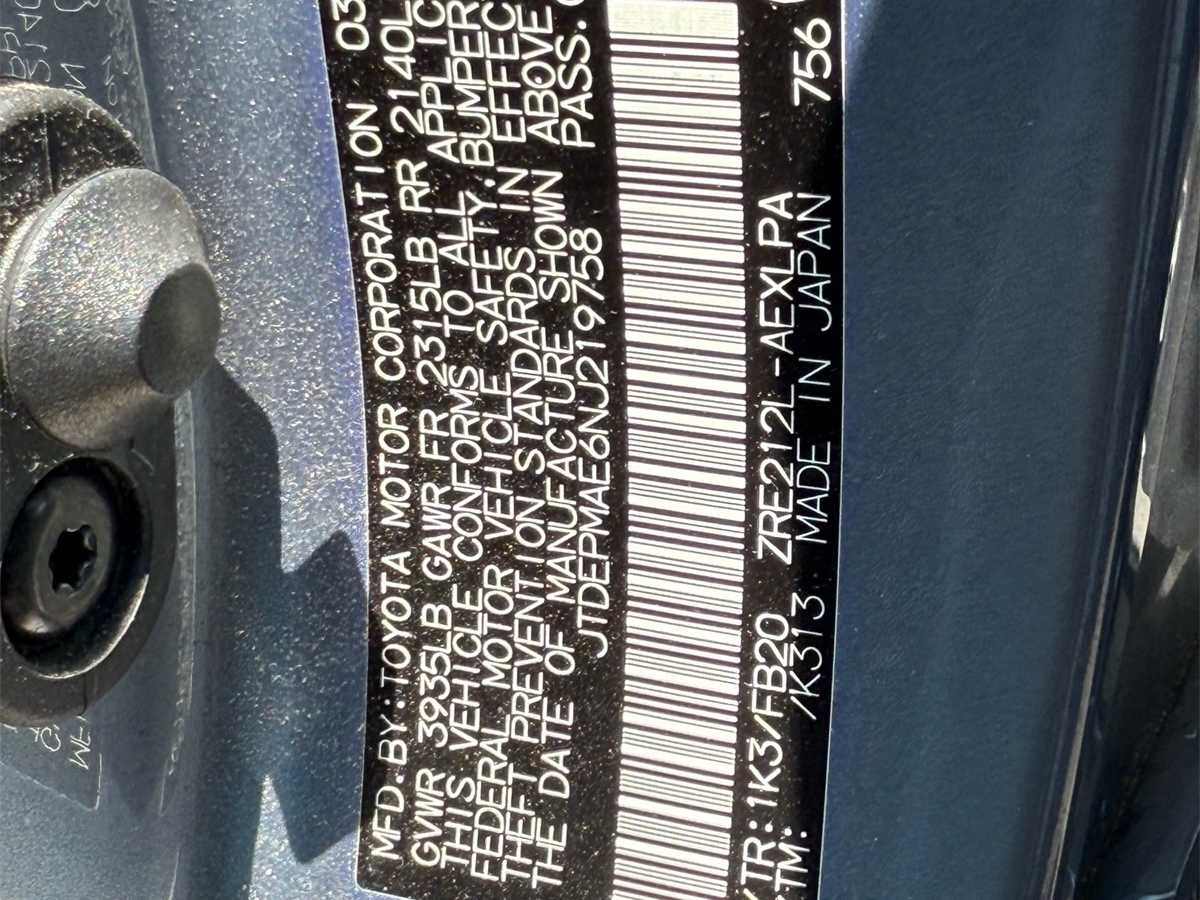 MFD.BY:TOYOTA MOTOR CORPORATION 03
GVWR 3935LB GAWR FR 2315LB RR 2140L
THIS VEHICLE CONFORMS TO ALL APPLIC
FEDERAL MOTOR VEHICLE SAFETY.BUMPER
THEFT PREVENTION STANDARDS IN EFFEC
THE DATE OF MANUFACTURE SHOWN ABOVE
JTDEPMAE6NJ219758 PASS.
/TR:1K3/FB20 ZRE212L-AEXLPA 756
TM: /K313 MADE IN JAPAN